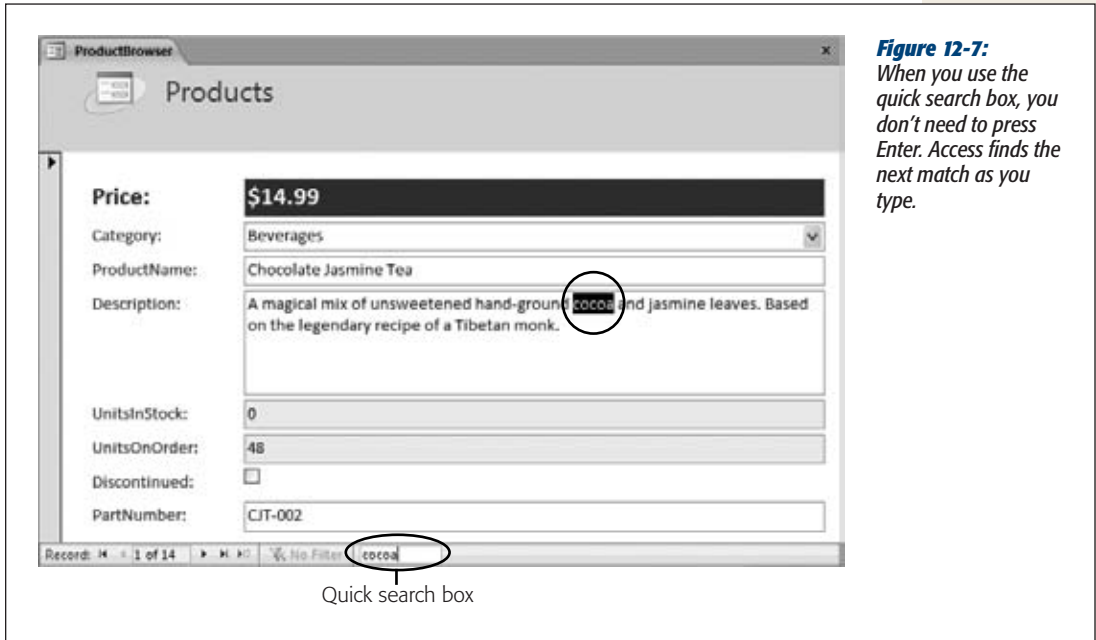 ProductBrowser
Products
Price: $14.99
Category: Beverages
ProductName: Chocolate Jasmine Tea
Description: A magical mix of unsweetened hand-ground cocoa and jasmine leaves. Based
on the legendary recipe of a Tibetan monk.
UnitsInStock: 0
UnitsOnOrder: 48
Discontinued:
PartNumber: CJT-002
Record: 1 of 14 No Filter cocoa
Quick search box
Figure 12-7:
When you use the
quick search box, you
don't need to press
Enter. Access finds the
next match as you
type.